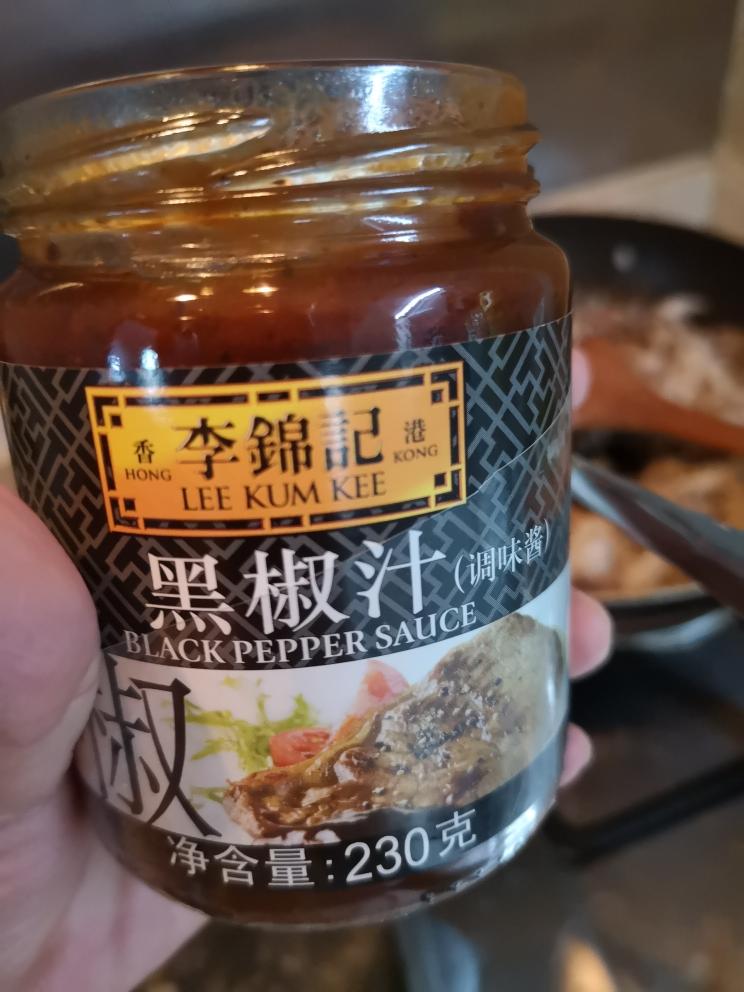 香 李錦記 港
HONG LEE KUM KEE KONG
黑椒汁(调味酱)
BLACK PEPPER SAUCE
椒
净含量:230克